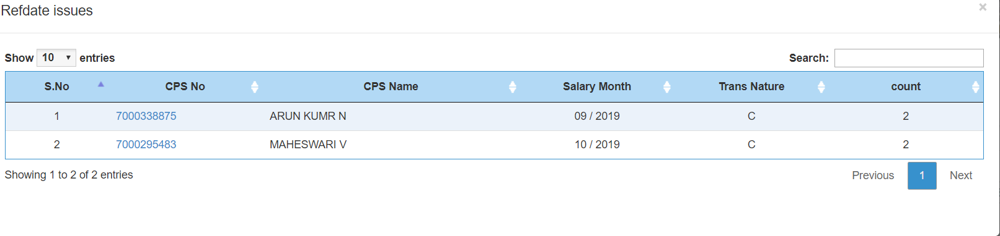 Refdate issues ×
Show 10 entries Search:
S.No CPS No CPS Name Salary Month Trans Nature count
1 7000338875 ARUN KUMR N 09 / 2019 C 2
2 7000295483 MAHESWARI V 10 / 2019 C 2
Showing 1 to 2 of 2 entries Previous 1 Next